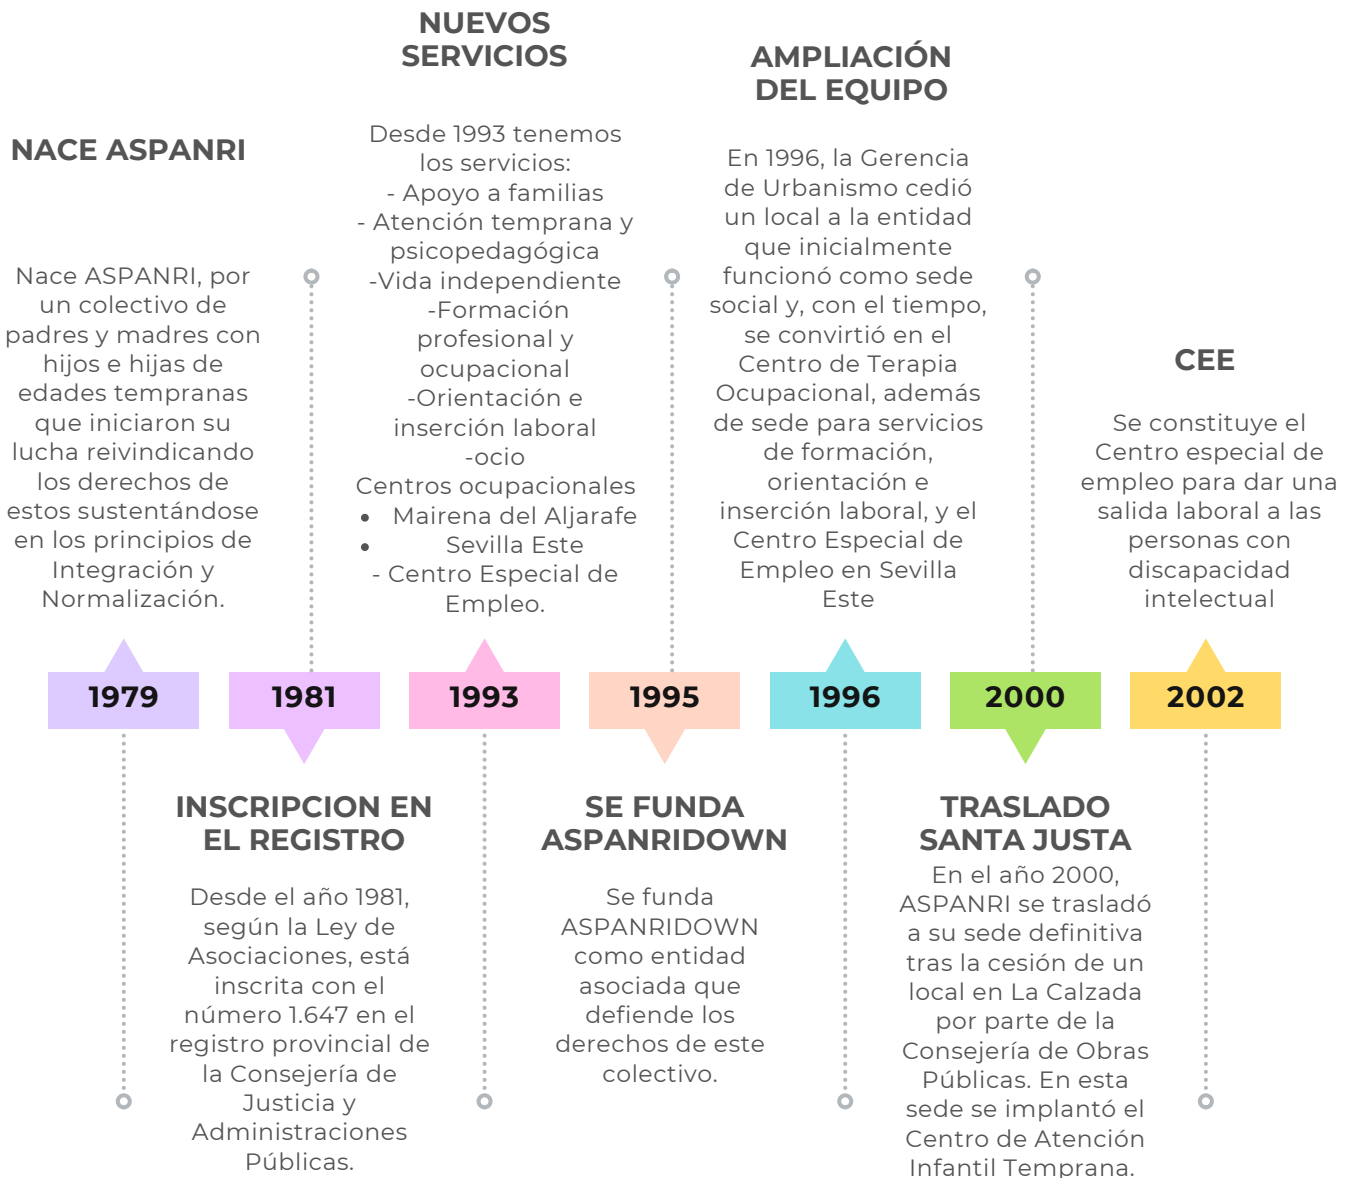 NACE ASPANRI
Nace ASPANRI, por
un colectivo de
padres y madres con
hijos e hijas de
edades tempranas
que iniciaron su
lucha reivindicando
los derechos de
estos sustentándose
en los principios de
Integración y
Normalización.
1979
1981
INSCRIPCION EN
EL REGISTRO
Desde el año 1981,
según la Ley de
Asociaciones, está
inscrita con el
número 1.647 en el
registro provincial de
la Consejería de
Justicia y
Administraciones
Públicas.
NUEVOS
SERVICIOS
Desde 1993 tenemos
los servicios:
- Apoyo a familias
- Atención temprana y
psicopedagógica
-Vida independiente
-Formación
profesional y
ocupacional
-Orientación e
inserción laboral
-ocio
Centros ocupacionales
• Mairena del Aljarafe
• Sevilla Este
- Centro Especial de
Empleo.
1993
1995
SE FUNDA
ASPANRIDOWN
Se funda
ASPANRIDOWN
como entidad
asociada que
defiende los
derechos de este
colectivo.
AMPLIACIÓN
DEL EQUIPO
En 1996, la Gerencia
de Urbanismo cedió
un local a la entidad
que inicialmente
funcionó como sede
social y, con el tiempo,
se convirtió en el
Centro de Terapia
Ocupacional, además
de sede para servicios
de formación,
orientación e
inserción laboral, y el
Centro Especial de
Empleo en Sevilla
Este
1996
2000
TRASLADO
SANTA JUSTA
En el año 2000,
ASPANRI se trasladó
a su sede definitiva
tras la cesión de un
local en La Calzada
por parte de la
Consejería de Obras
Públicas. En esta
sede se implantó el
Centro de Atención
Infantil Temprana.
CEE
Se constituye el
Centro especial de
empleo para dar una
salida laboral a las
personas con
discapacidad
intelectual
2002